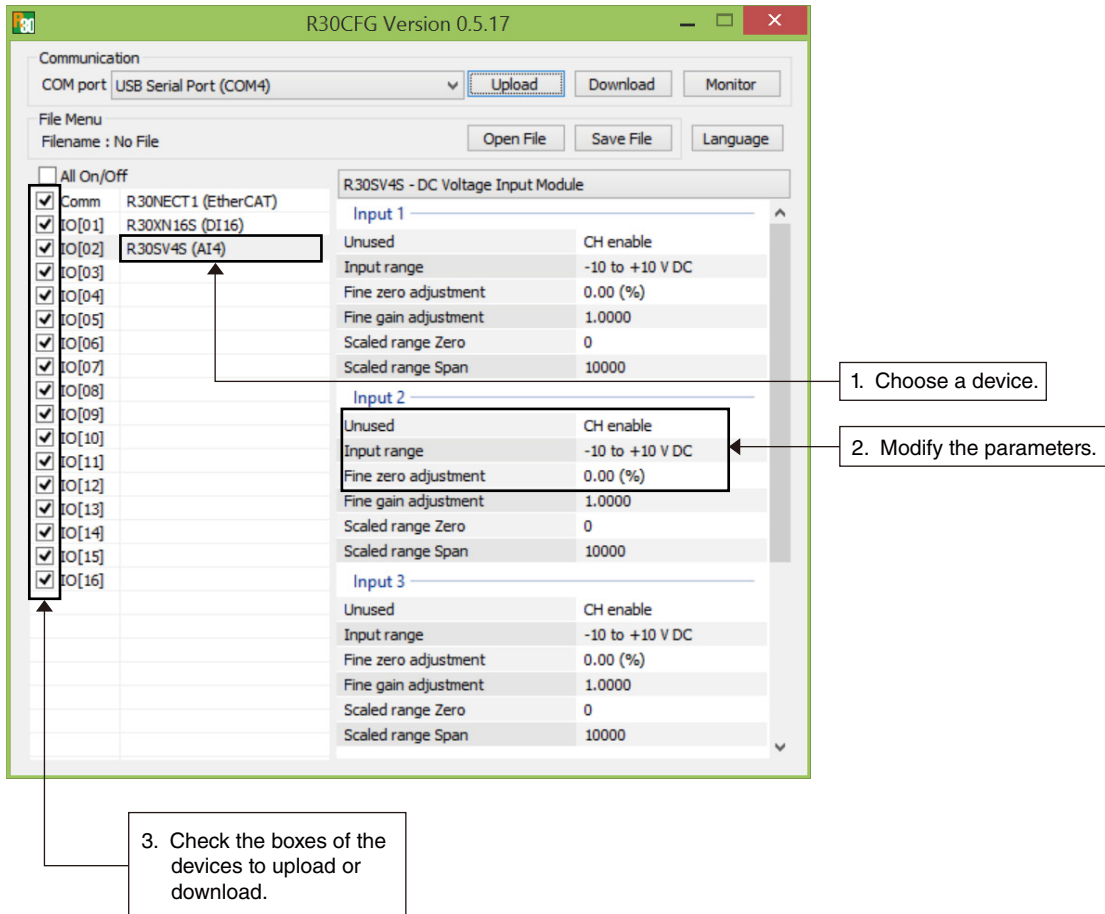 R30 R30CFG Version 0.5.17
Communication
COM port USB Serial Port (COM4) Upload Download Monitor
File Menu
Filename : No File Open File Save File Language
All On/Off
Comm R30NECT1 (EtherCAT)
IO[01] R30XN16S (DI16)
IO[02] R30SV4S (AI4)
IO[03]
IO[04]
IO[05]
IO[06]
IO[07]
IO[08]
IO[09]
IO[10]
IO[11]
IO[12]
IO[13]
IO[14]
IO[15]
IO[16]
R30SV4S - DC Voltage Input Module
Input 1
Unused CH enable
Input range -10 to +10 V DC
Fine zero adjustment 0.00 (%)
Fine gain adjustment 1.0000
Scaled range Zero 0
Scaled range Span 10000
Input 2
Unused CH enable
Input range -10 to +10 V DC
Fine zero adjustment 0.00 (%)
Fine gain adjustment 1.0000
Scaled range Zero 0
Scaled range Span 10000
Input 3
Unused CH enable
Input range -10 to +10 V DC
Fine zero adjustment 0.00 (%)
Fine gain adjustment 1.0000
Scaled range Zero 0
Scaled range Span 10000
1. Choose a device.
2. Modify the parameters.
3. Check the boxes of the
devices to upload or
download.